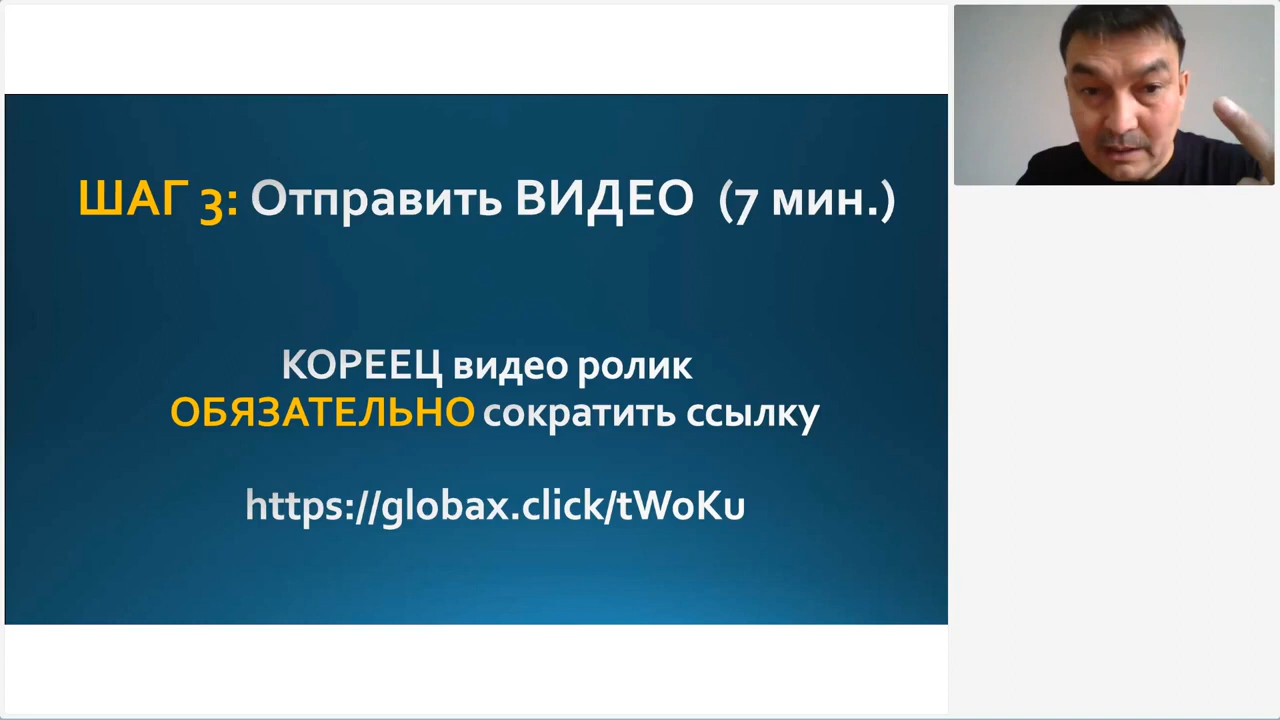 ШАГ 3: Отправить ВИДЕО (7 мин.)
КОРЕЕЦ видео ролик
ОБЯЗАТЕЛЬНО сократить ссылку
https://globax.click/tWoKu